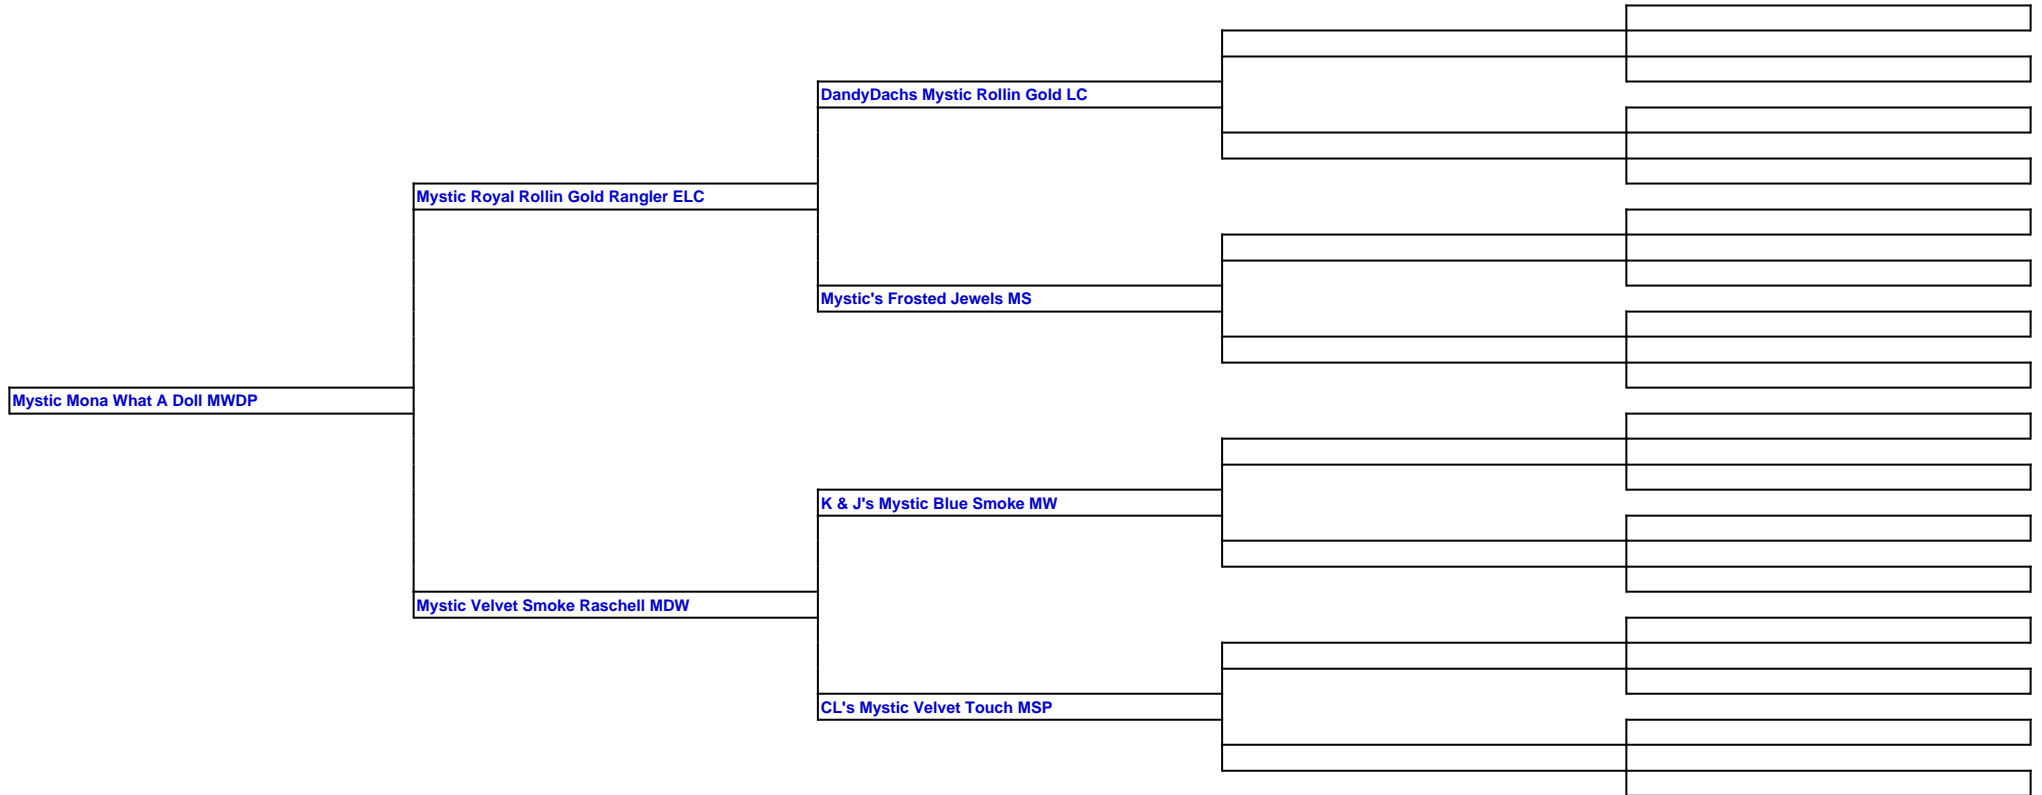 DandyDachs Mystic Rollin Gold LC
Mystic Royal Rollin Gold Rangler ELC
Mystic's Frosted Jewels MS
Mystic Mona What A Doll MWDP
K & J's Mystic Blue Smoke MW
Mystic Velvet Smoke Raschell MDW
CL's Mystic Velvet Touch MSP